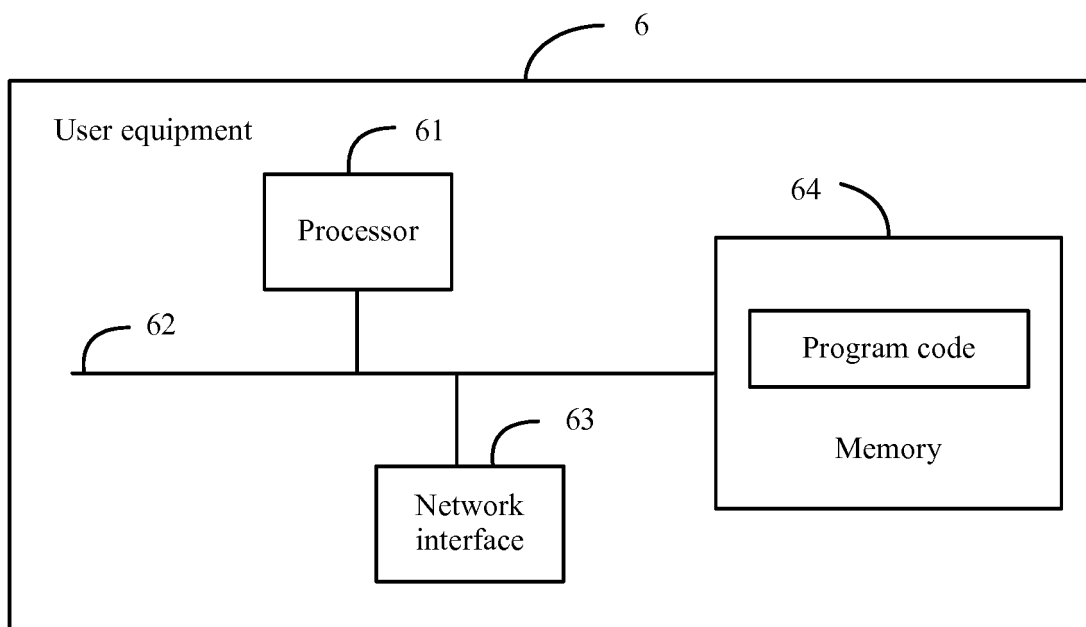 6
User equipment
61
Processor
64
62
Program code
63
Memory
Network
interface